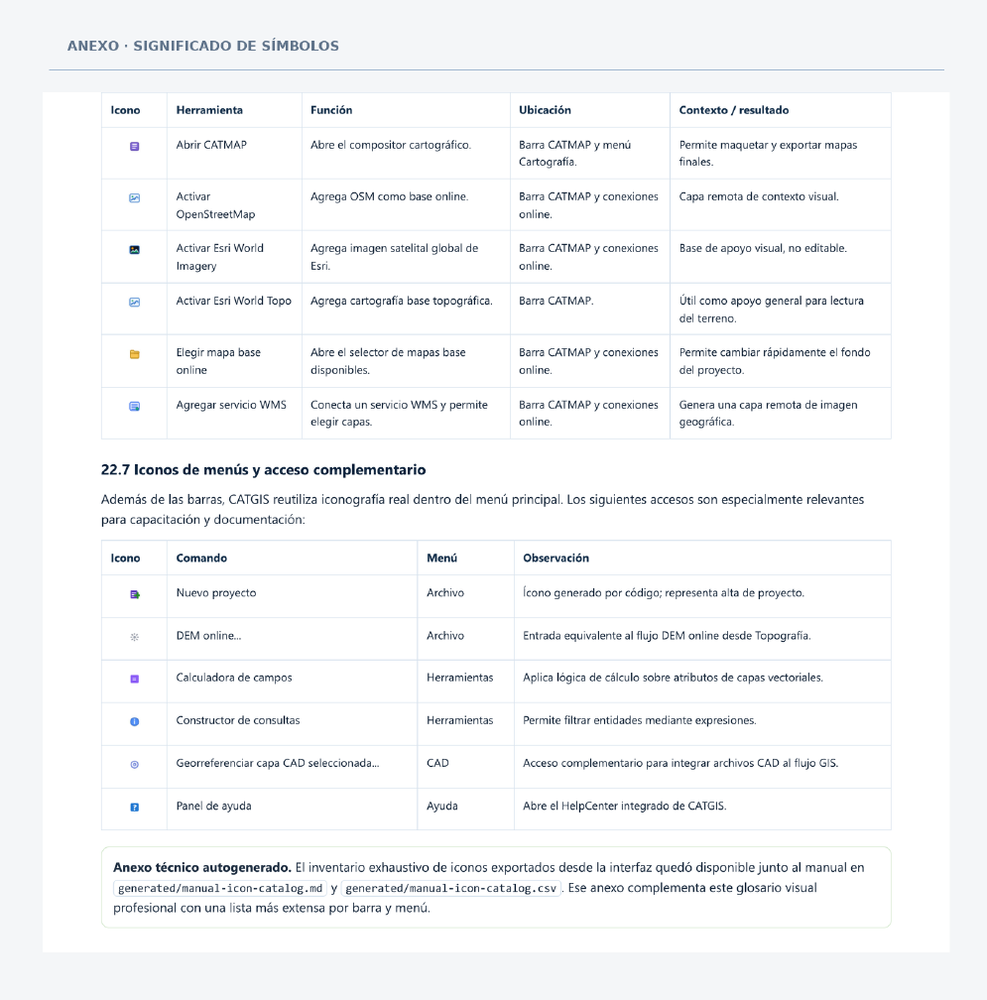 ANEXO · SIGNIFICADO DE SÍMBOLOS
Icono Herramienta Función Ubicación Contexto / resultado
Abrir CATMAP Abre el compositor cartográfico. Barra CATMAP y menú Permite maquetar y exportar mapas
Cartografía. finales.
Activar Agrega OSM como base online. Barra CATMAP y conexiones Capa remota de contexto visual.
OpenStreetMap online.
Activar Esri World Agrega imagen satelital global de Barra CATMAP y conexiones Base de apoyo visual, no editable.
Imagery Esri. online.
Activar Esri World Topo Agrega cartografía base topográfica. Barra CATMAP. Útil como apoyo general para lectura
del terreno.
Elegir mapa base Abre el selector de mapas base Barra CATMAP y conexiones Permite cambiar rápidamente el fondo
online disponibles. online. del proyecto.
Agregar servicio WMS Conecta un servicio WMS y permite Barra CATMAP y conexiones Genera una capa remota de imagen
elegir capas. online. geográfica.
22.7 Iconos de menús y acceso complementario
Además de las barras, CATGIS reutiliza iconografía real dentro del menú principal. Los siguientes accesos son especialmente relevantes
para capacitación y documentación:
Icono Comando Menú Observación
Nuevo proyecto Archivo Ícono generado por código; representa alta de proyecto.
DEM online... Archivo Entrada equivalente al flujo DEM online desde Topografía.
Calculadora de campos Herramientas Aplica lógica de cálculo sobre atributos de capas vectoriales.
Constructor de consultas Herramientas Permite filtrar entidades mediante expresiones.
Georreferenciar capa CAD seleccionada... CAD Acceso complementario para integrar archivos CAD al flujo GIS.
Panel de ayuda Ayuda Abre el HelpCenter integrado de CATGIS.
Anexo técnico autogenerado. El inventario exhaustivo de iconos exportados desde la interfaz quedó disponible junto al manual en
generated/manual-icon-catalog.md y generated/manual-icon-catalog.csv. Ese anexo complementa este glosario visual
profesional con una lista más extensa por barra y menú.